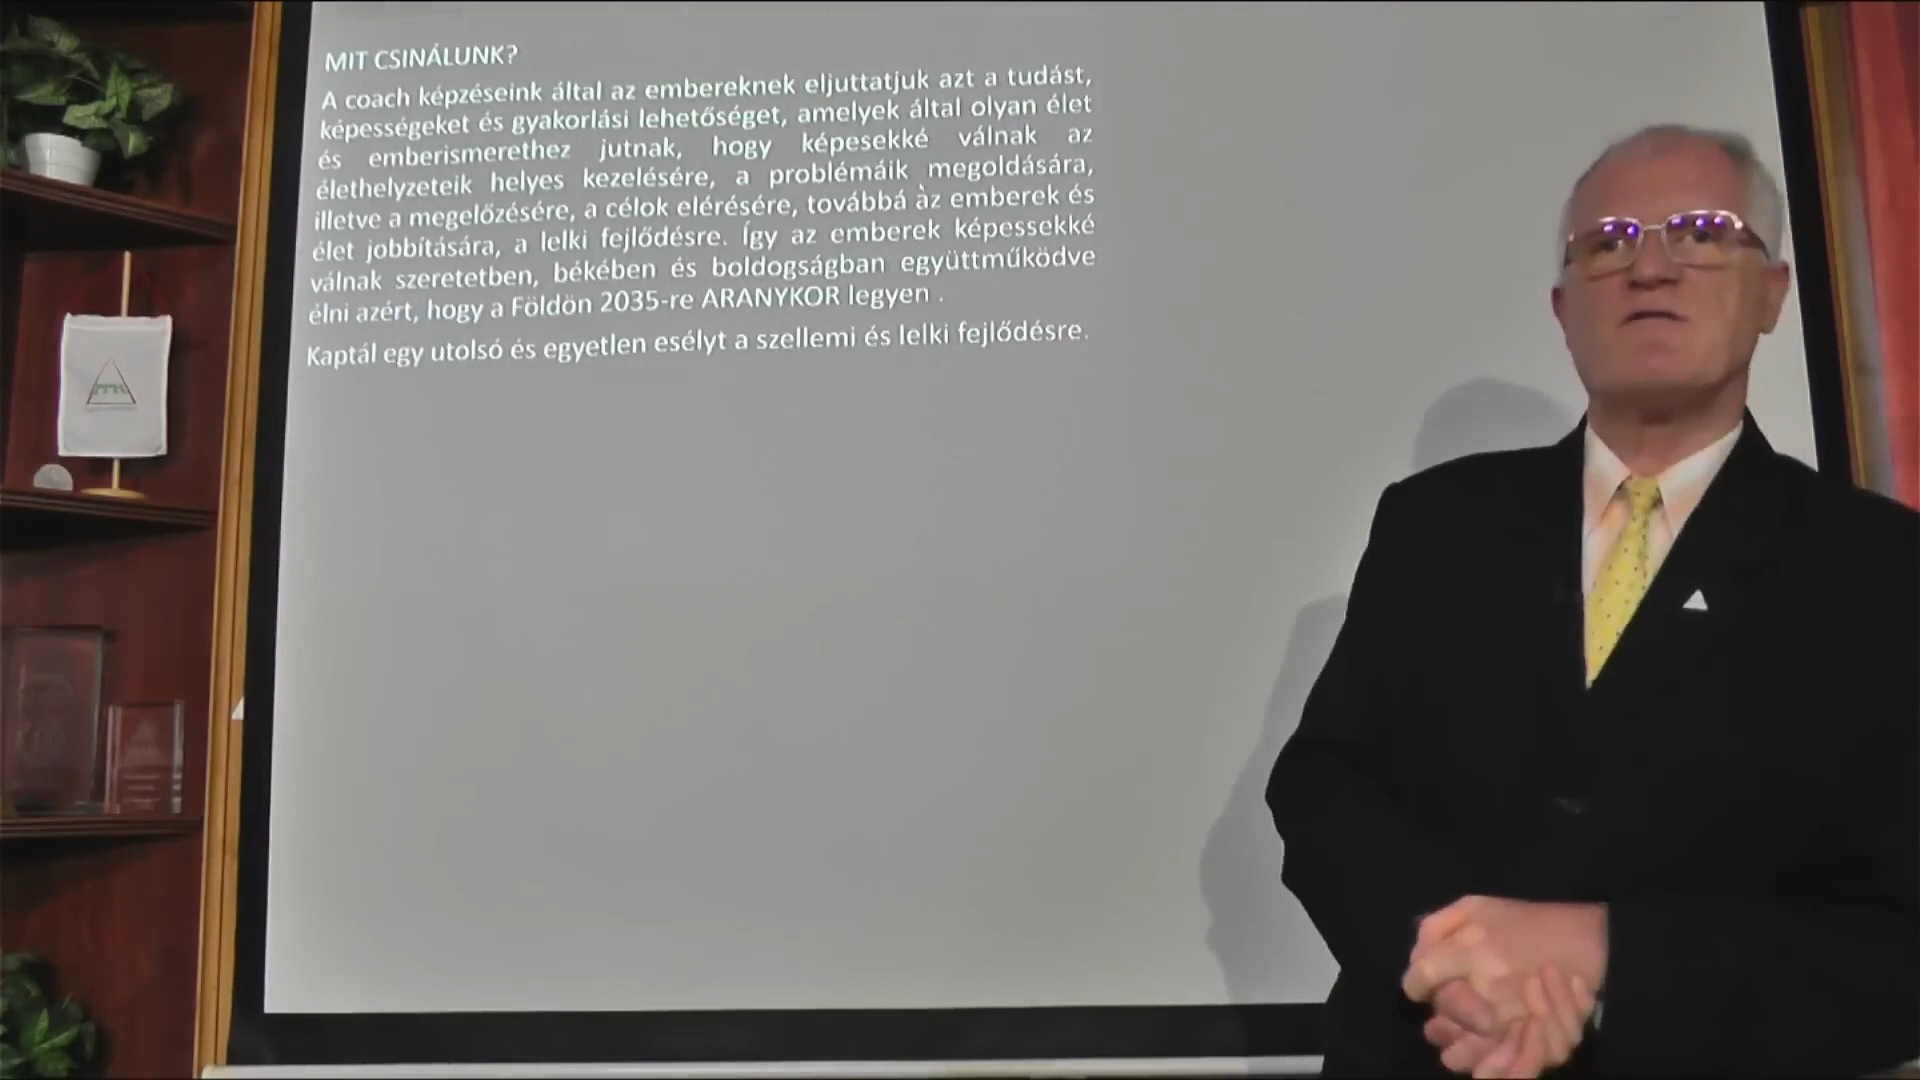 MIT CSINÁLUNK?
A coach képzéseink által az embereknek eljuttatjuk azt a tudást,
képességeket és gyakorlási lehetőséget, amelyek által olyan élet
és emberismerethez jutnak, hogy képesekké válnak az
élethelyzeteik helyes kezelésére, a problémáik megoldására,
illetve a megelőzésére, a célok elérésére, továbbá az emberek és
élet jobbítására, a lelki fejlődésre. Így az emberek képessekké
válnak szeretetben, békében és boldogságban együttműködve
élni azért, hogy a Földön 2035-re ARANYKOR legyen .
Kaptál egy utolsó és egyetlen esélyt a szellemi és lelki fejlődésre.